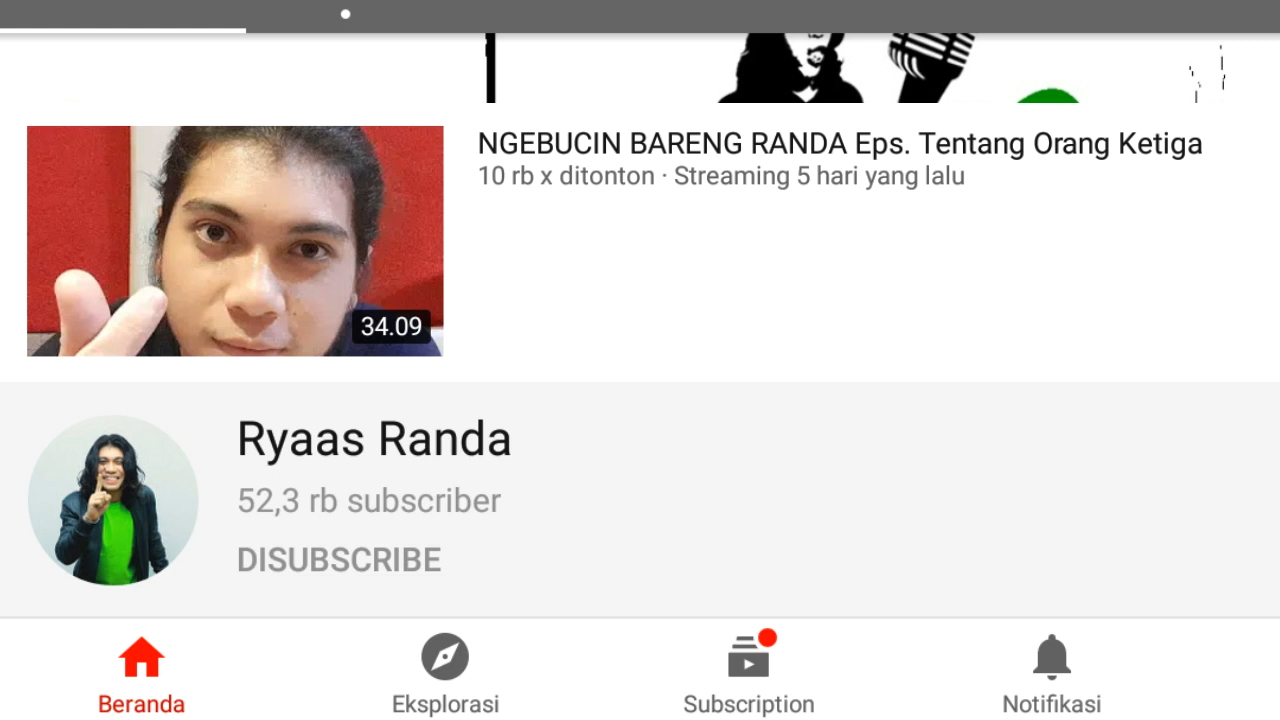 NGEBUCIN BARENG RANDA Eps. Tentang Orang Ketiga
10 rb x ditonton · Streaming 5 hari yang lalu
34.09
Ryaas Randa
52,3 rb subscriber
DISUBSCRIBE
Beranda
Eksplorasi
Subscription
Notifikasi